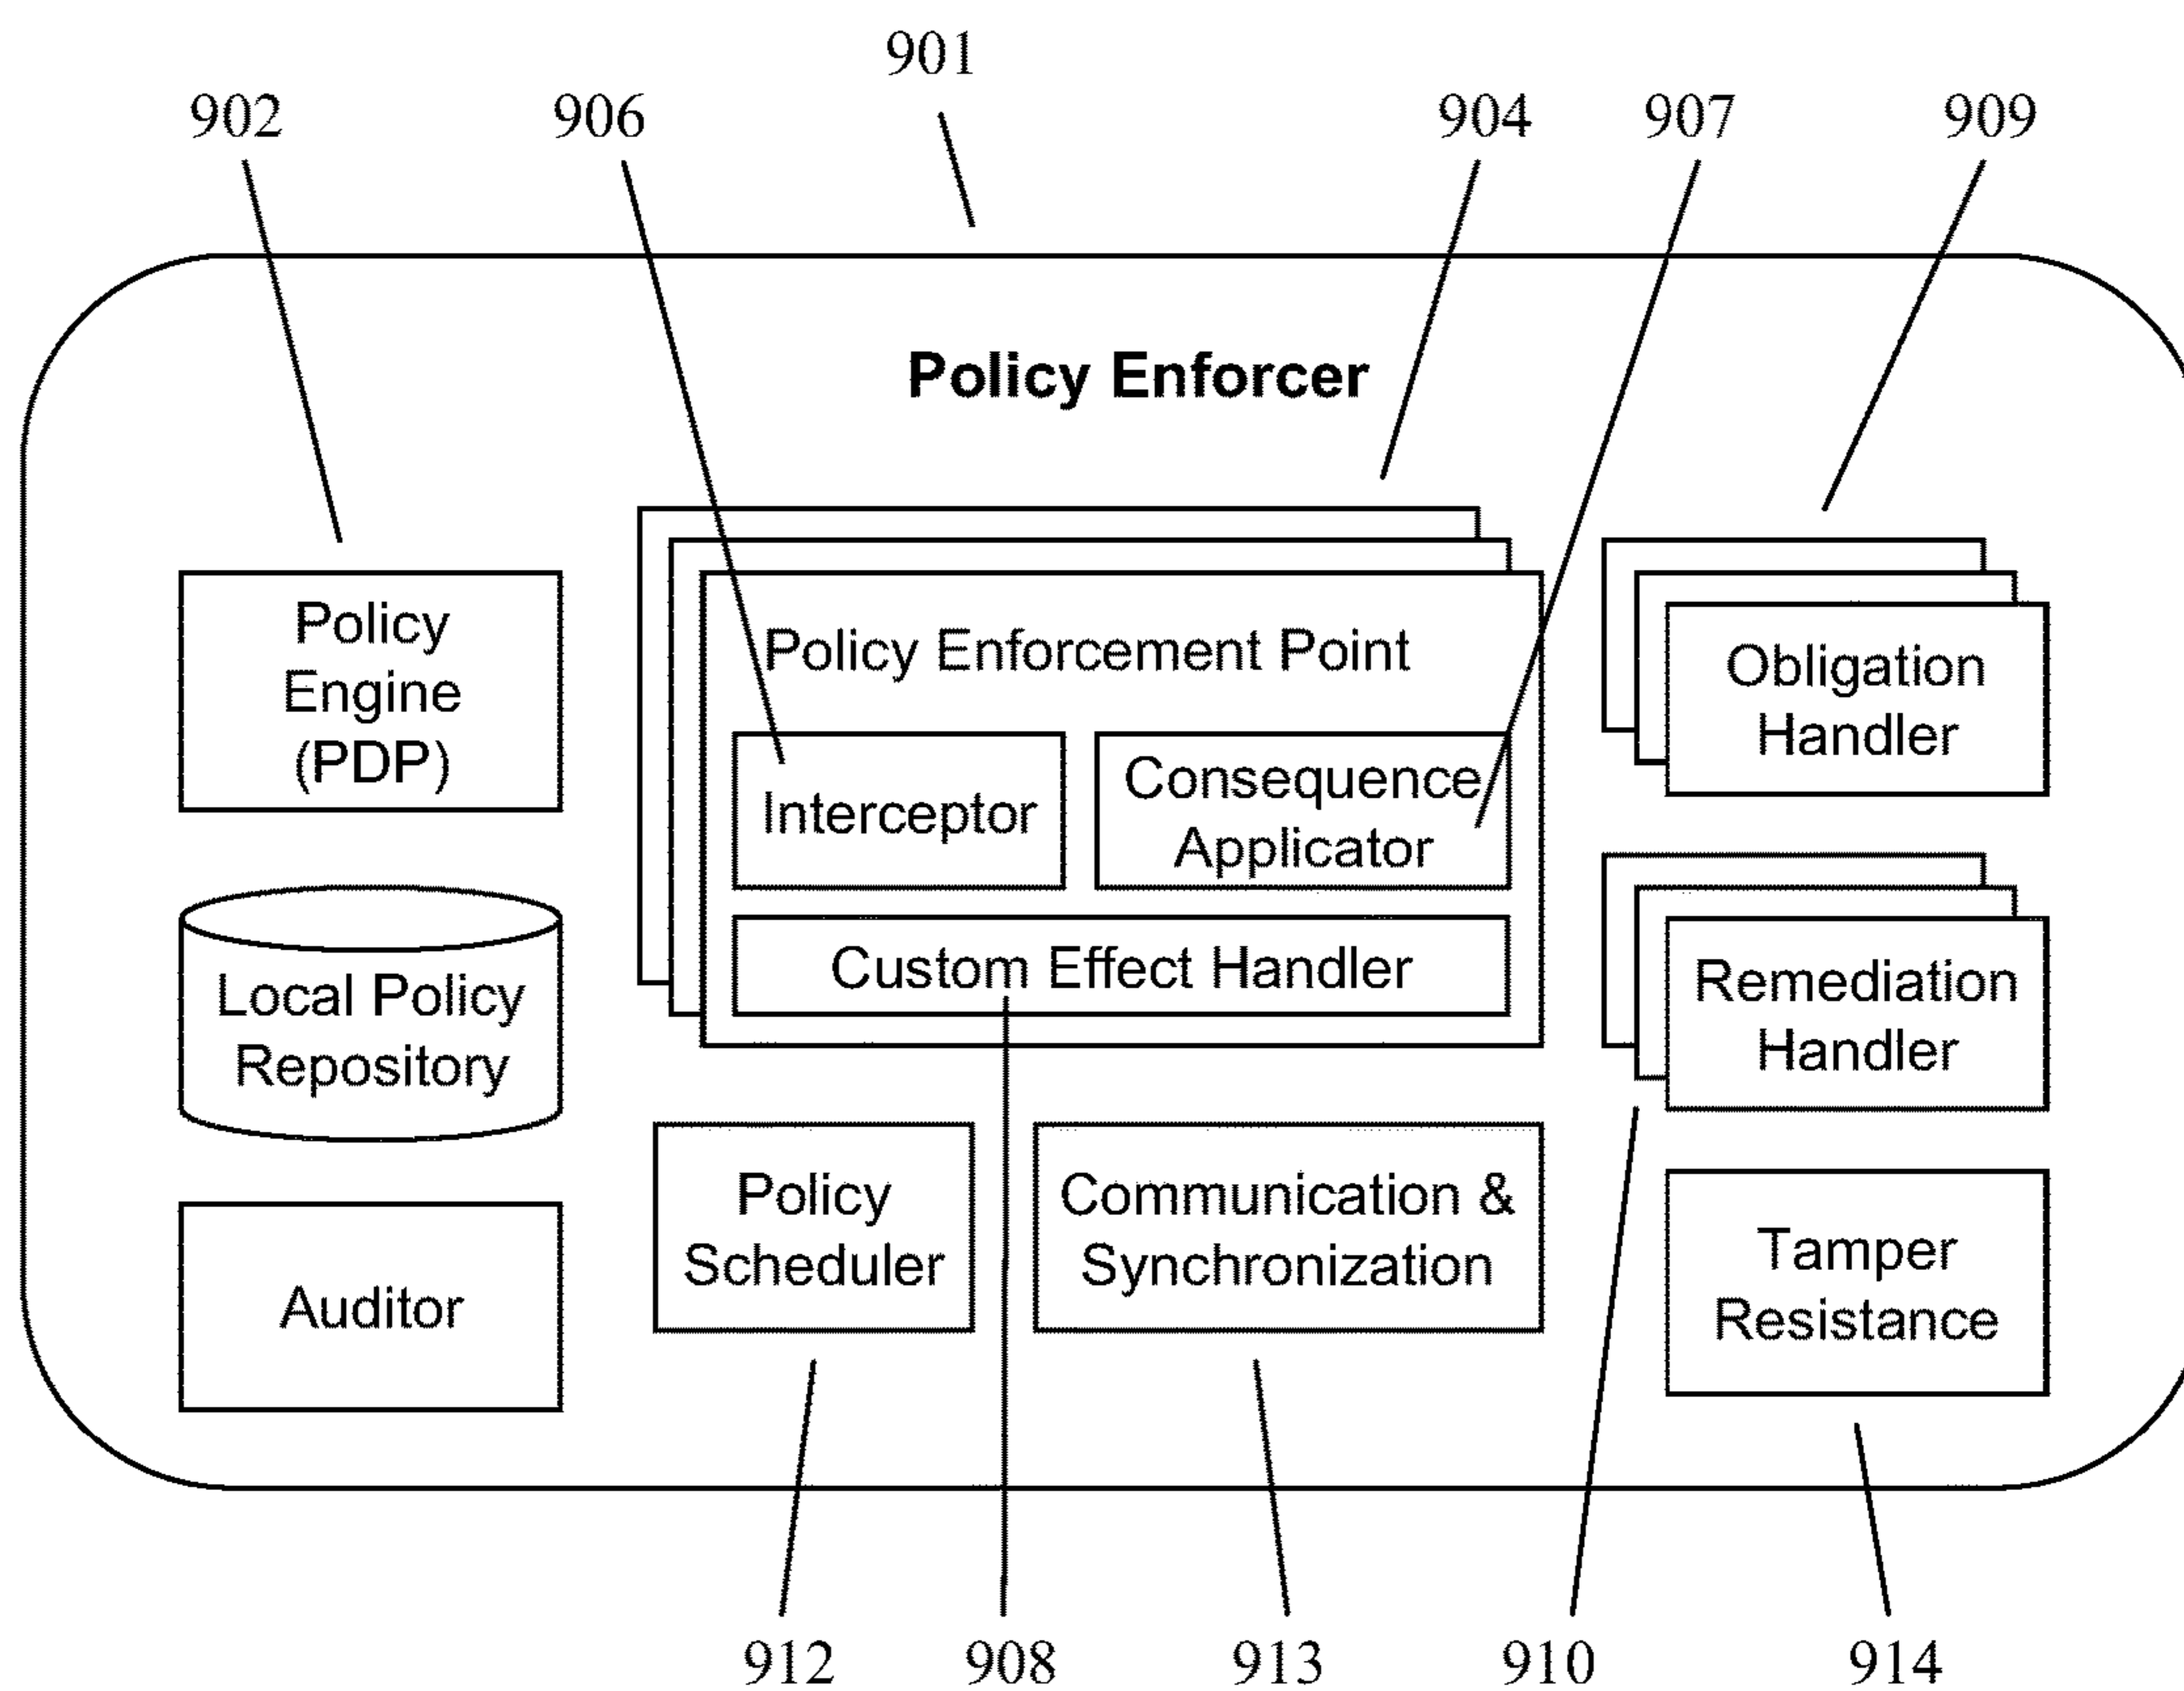 901
902
906
904
907
909
Policy Enforcer
Policy
Engine
(PDP)
Policy Enforcement Point
Interceptor
Consequence
Applicator
Custom Effect Handler
Obligation
Handler
Local Policy
Repository
Remediation
Handler
Auditor
Policy
Scheduler
Communication &
Synchronization
Tamper
Resistance
912
908
913
910
914